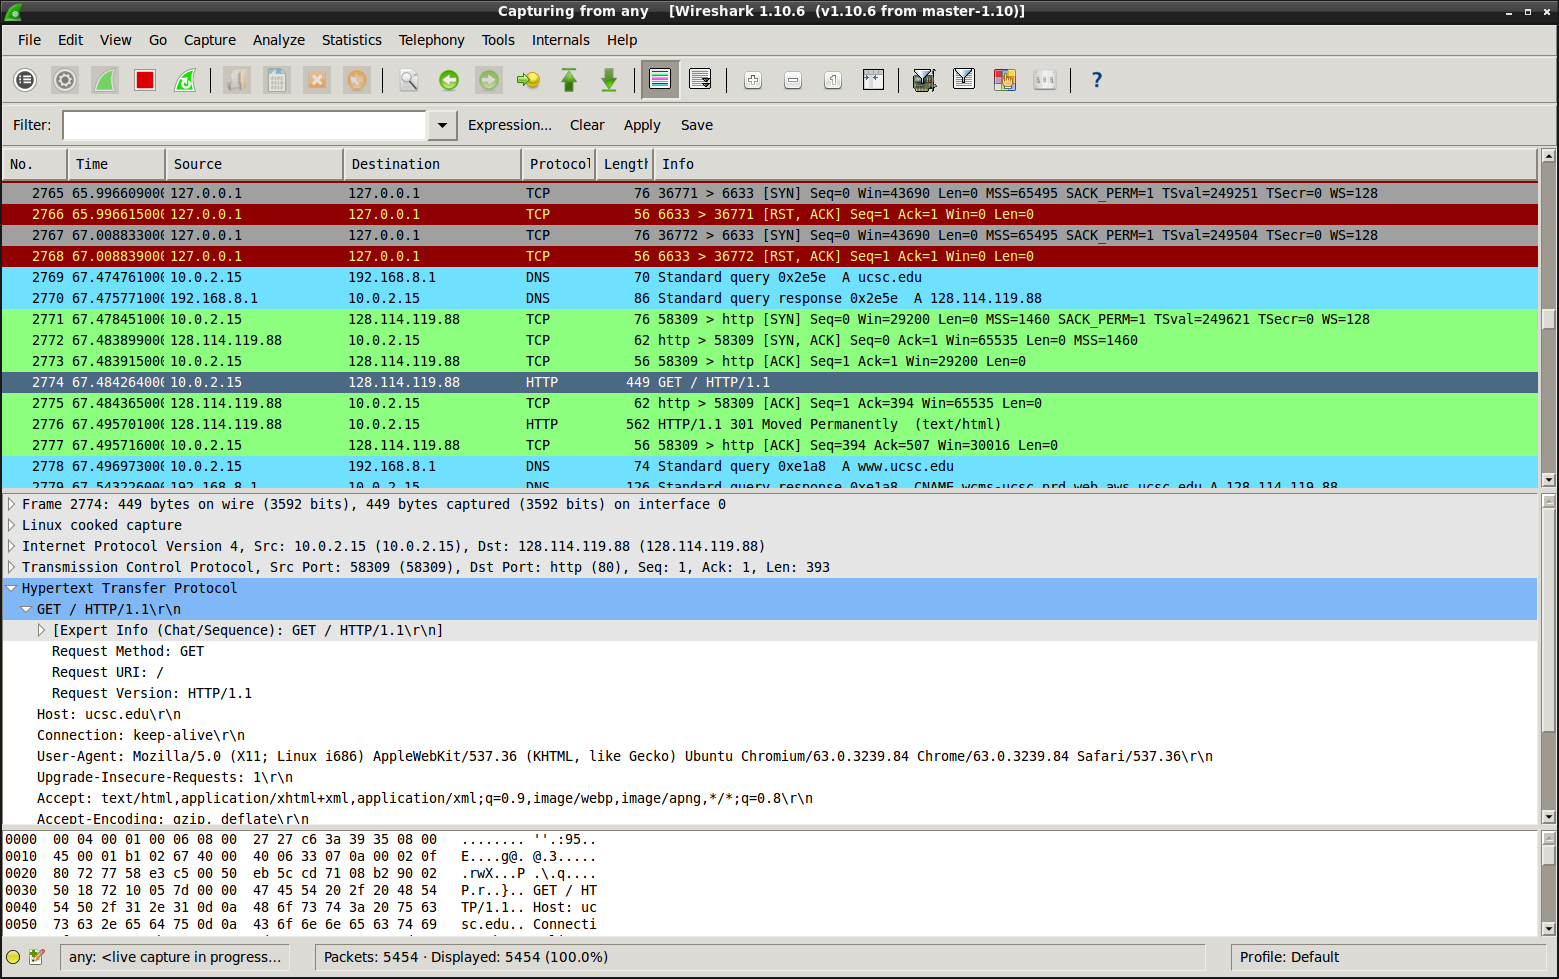 Capturing from any   [Wireshark 1.10.6  (v1.10.6 from master-1.10)]
File Edit View Go Capture Analyze Statistics Telephony Tools Internals Help
Filter: Expression... Clear Apply Save
No. Time Source Destination Protocol Length Info
2765 65.996609000 127.0.0.1 127.0.0.1 TCP 76 36771 > 6633 [SYN] Seq=0 Win=43690 Len=0 MSS=65495 SACK_PERM=1 TSval=249251 TSecr=0 WS=128
2766 65.996615000 127.0.0.1 127.0.0.1 TCP 56 6633 > 36771 [RST, ACK] Seq=1 Ack=1 Win=0 Len=0
2767 67.008833000 127.0.0.1 127.0.0.1 TCP 76 36772 > 6633 [SYN] Seq=0 Win=43690 Len=0 MSS=65495 SACK_PERM=1 TSval=249504 TSecr=0 WS=128
2768 67.008839000 127.0.0.1 127.0.0.1 TCP 56 6633 > 36772 [RST, ACK] Seq=1 Ack=1 Win=0 Len=0
2769 67.474761000 10.0.2.15 192.168.8.1 DNS 70 Standard query 0x2e5e  A ucsc.edu
2770 67.475771000 192.168.8.1 10.0.2.15 DNS 86 Standard query response 0x2e5e  A 128.114.119.88
2771 67.478451000 10.0.2.15 128.114.119.88 TCP 76 58309 > http [SYN] Seq=0 Win=29200 Len=0 MSS=1460 SACK_PERM=1 TSval=249621 TSecr=0 WS=128
2772 67.483899000 128.114.119.88 10.0.2.15 TCP 62 http > 58309 [SYN, ACK] Seq=0 Ack=1 Win=65535 Len=0 MSS=1460
2773 67.483915000 10.0.2.15 128.114.119.88 TCP 56 58309 > http [ACK] Seq=1 Ack=1 Win=29200 Len=0
2774 67.484264000 10.0.2.15 128.114.119.88 HTTP 449 GET / HTTP/1.1
2775 67.484365000 128.114.119.88 10.0.2.15 TCP 62 http > 58309 [ACK] Seq=1 Ack=394 Win=65535 Len=0
2776 67.495701000 128.114.119.88 10.0.2.15 HTTP 562 HTTP/1.1 301 Moved Permanently  (text/html)
2777 67.495716000 10.0.2.15 128.114.119.88 TCP 56 58309 > http [ACK] Seq=394 Ack=507 Win=30016 Len=0
2778 67.496973000 10.0.2.15 192.168.8.1 DNS 74 Standard query 0xe1a8  A www.ucsc.edu
2779 67.543226000 192.168.8.1 10.0.2.15 DNS 126 Standard query response 0xe1a8  CNAME wcms-ucsc.prd.web.aws.ucsc.edu A 128.114.119.88
Frame 2774: 449 bytes on wire (3592 bits), 449 bytes captured (3592 bits) on interface 0
Linux cooked capture
Internet Protocol Version 4, Src: 10.0.2.15 (10.0.2.15), Dst: 128.114.119.88 (128.114.119.88)
Transmission Control Protocol, Src Port: 58309 (58309), Dst Port: http (80), Seq: 1, Ack: 1, Len: 393
Hypertext Transfer Protocol
GET / HTTP/1.1\r\n
[Expert Info (Chat/Sequence): GET / HTTP/1.1\r\n]
Request Method: GET
Request URI: /
Request Version: HTTP/1.1
Host: ucsc.edu\r\n
Connection: keep-alive\r\n
User-Agent: Mozilla/5.0 (X11; Linux i686) AppleWebKit/537.36 (KHTML, like Gecko) Ubuntu Chromium/63.0.3239.84 Chrome/63.0.3239.84 Safari/537.36\r\n
Upgrade-Insecure-Requests: 1\r\n
Accept: text/html,application/xhtml+xml,application/xml;q=0.9,image/webp,image/apng,*/*;q=0.8\r\n
Accept-Encoding: gzip, deflate\r\n
0000  00 04 00 01 00 06 08 00  27 27 c6 3a 39 35 08 00   ........ ''.:95..
0010  45 00 01 b1 02 67 40 00  40 06 33 07 0a 00 02 0f   E....g@. @.3.....
0020  80 72 77 58 e3 c5 00 50  eb 5c cd 71 08 b2 90 02   .rwX...P .\.q....
0030  50 18 72 10 05 7d 00 00  47 45 54 20 2f 20 48 54   P.r..}.. GET / HT
0040  54 50 2f 31 2e 31 0d 0a  48 6f 73 74 3a 20 75 63   TP/1.1.. Host: uc
0050  73 63 2e 65 64 75 0d 0a  43 6f 6e 6e 65 63 74 69   sc.edu.. Connecti
any: <live capture in progress... Packets: 5454 · Displayed: 5454 (100.0%) Profile: Default